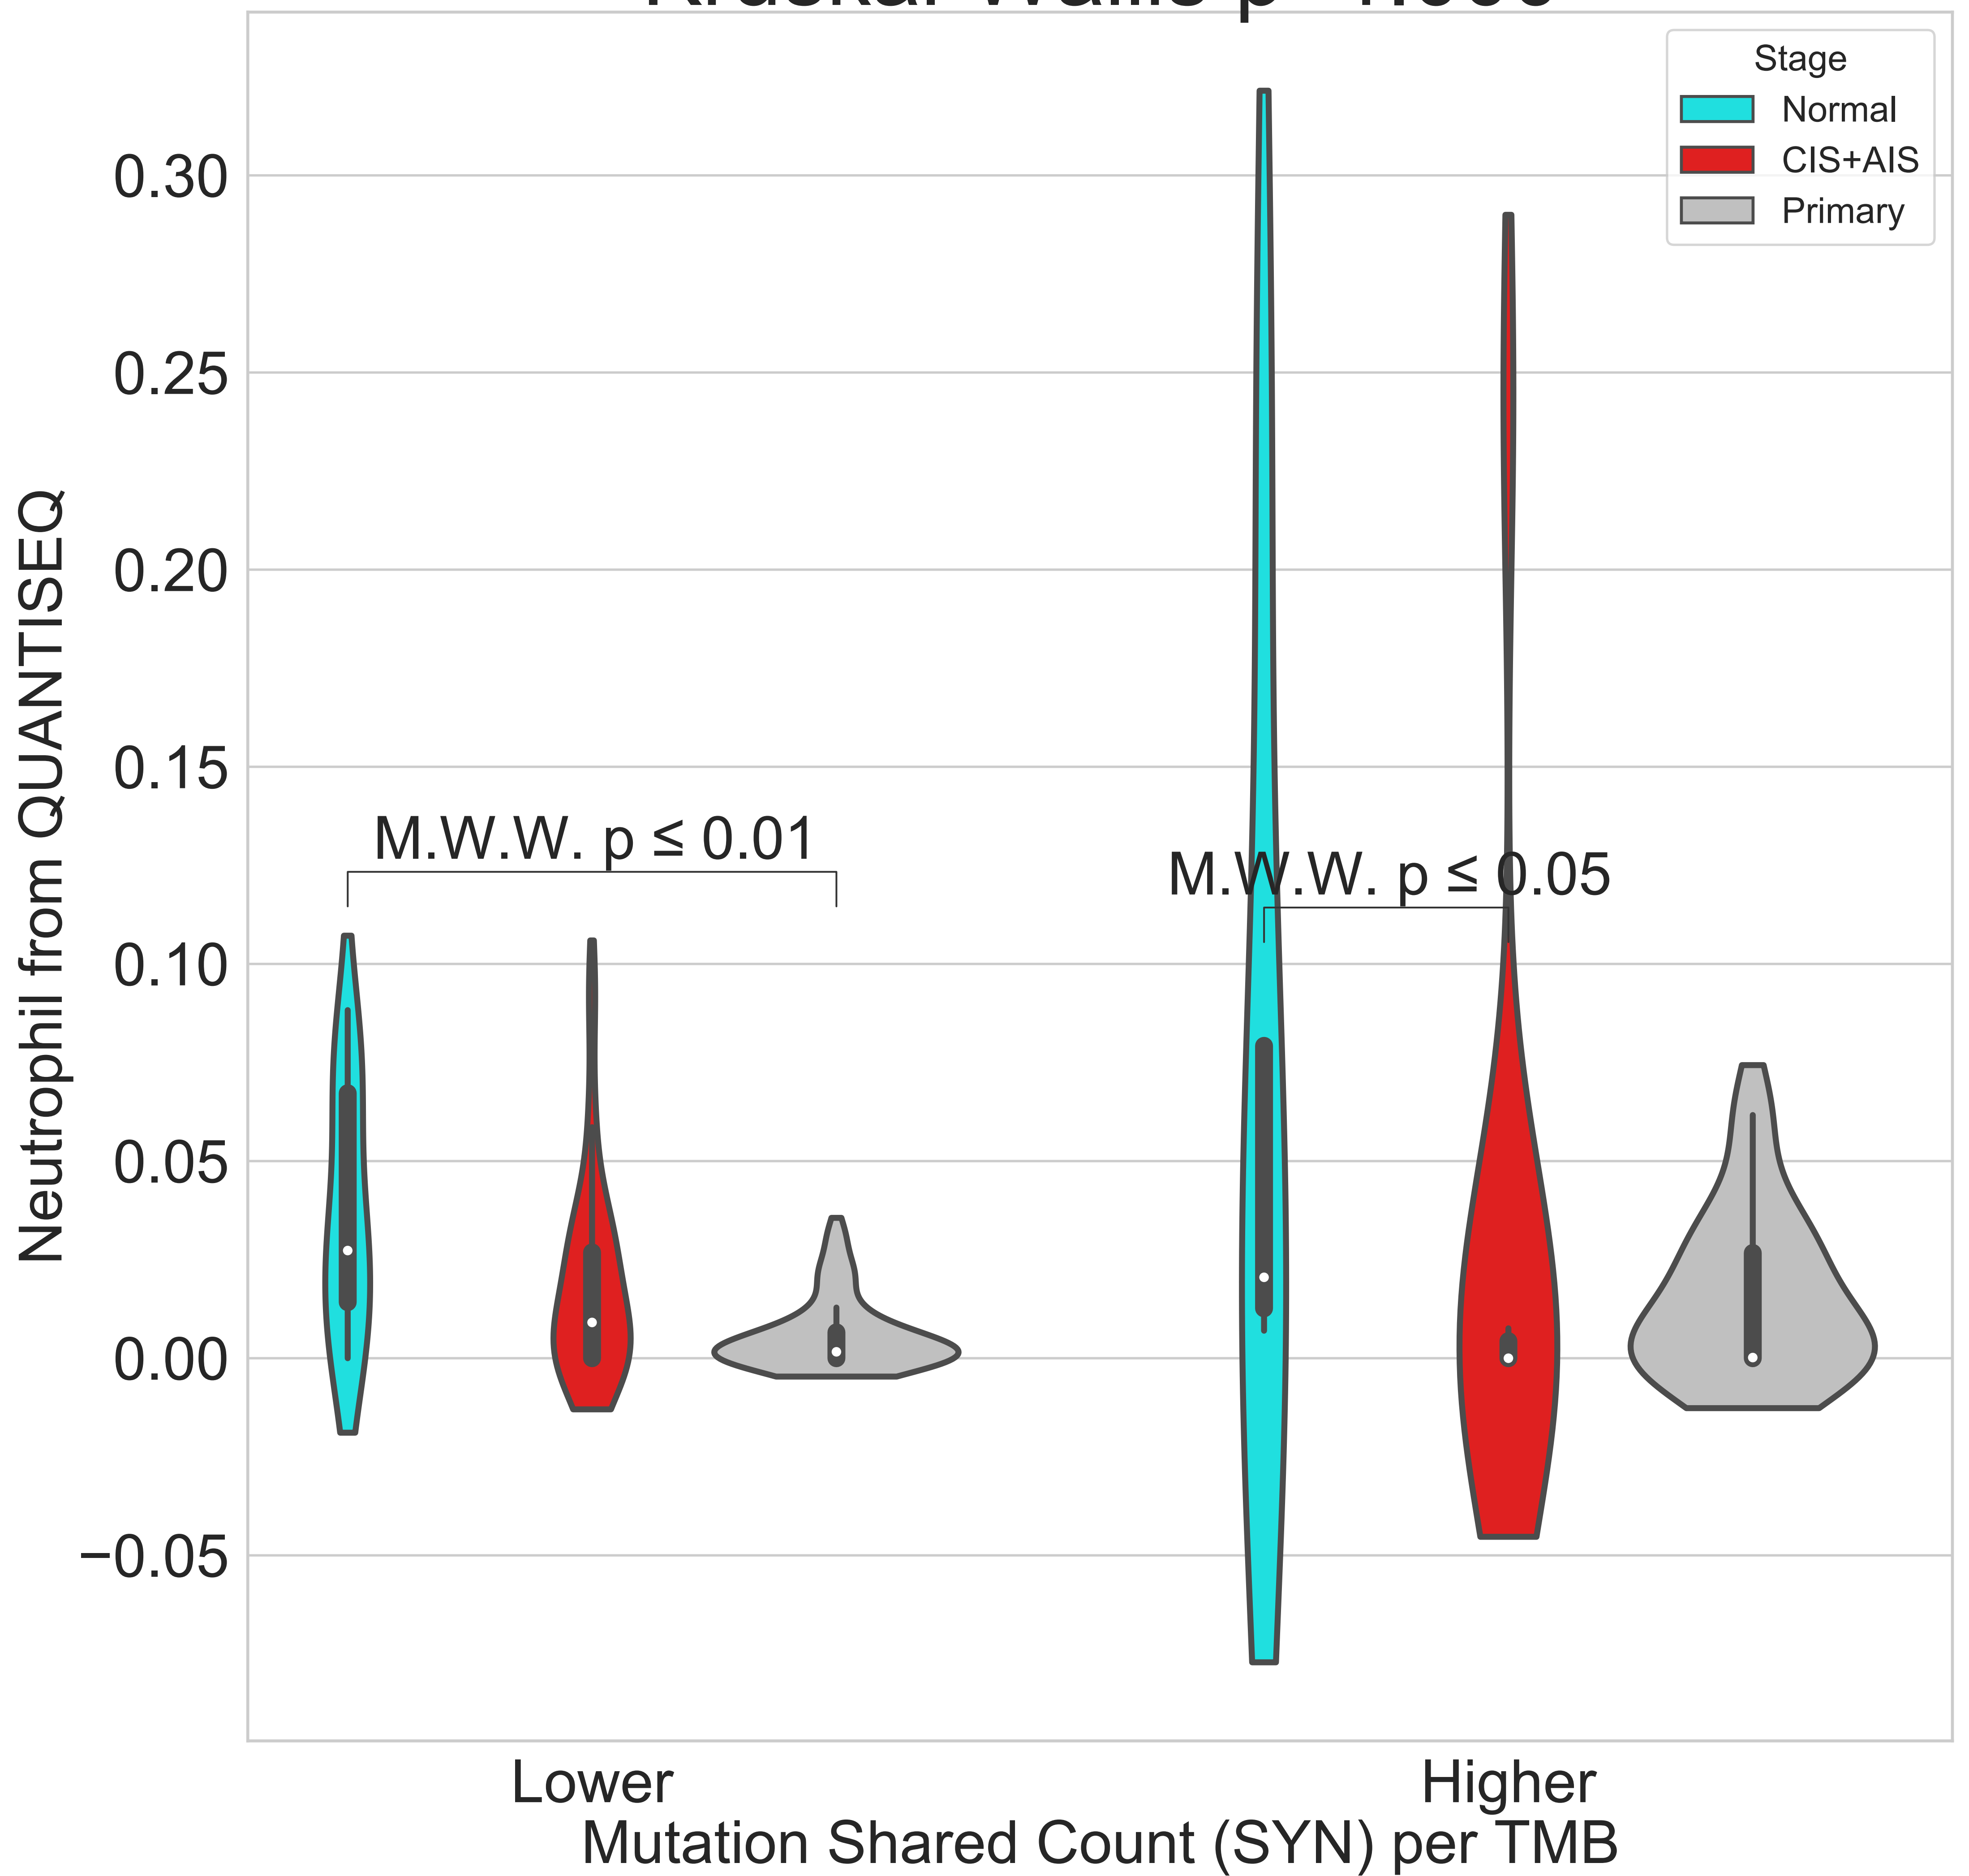 Stage
Normal
CIS+AIS
Primary
0.30
0.25
0.20
0.15
0.10
0.05
0.00
−0.05
Neutrophil from QUANTISEQ
M.W.W. p ≤ 0.01
M.W.W. p ≤ 0.05
Lower
Higher
Mutation Shared Count (SYN) per TMB